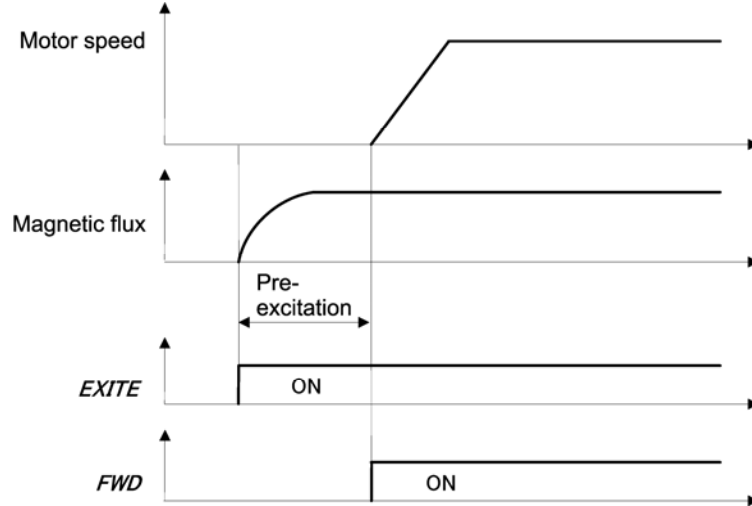 Motor speed
Magnetic flux
Pre-
excitation
EXITE
ON
FWD
ON